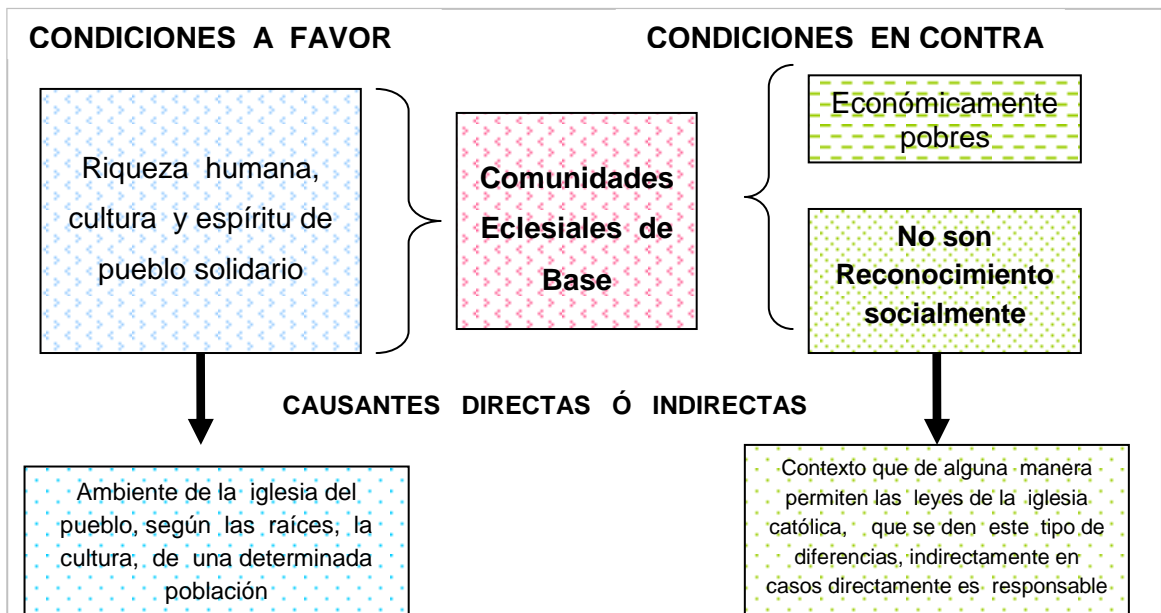 CONDICIONES A FAVOR
CONDICIONES EN CONTRA
Riqueza humana,
cultura y espíritu de
pueblo solidario
Comunidades
Eclesiales de
Base
Económicamente
pobres
No son
Reconocimiento
socialmente
CAUSANTES DIRECTAS Ó INDIRECTAS
Ambiente de la iglesia del
pueblo, según las raíces, la
cultura, de una determinada
población
Contexto que de alguna manera
permiten las leyes de la iglesia
católica, que se den este tipo de
diferencias, indirectamente en
casos directamente es responsable